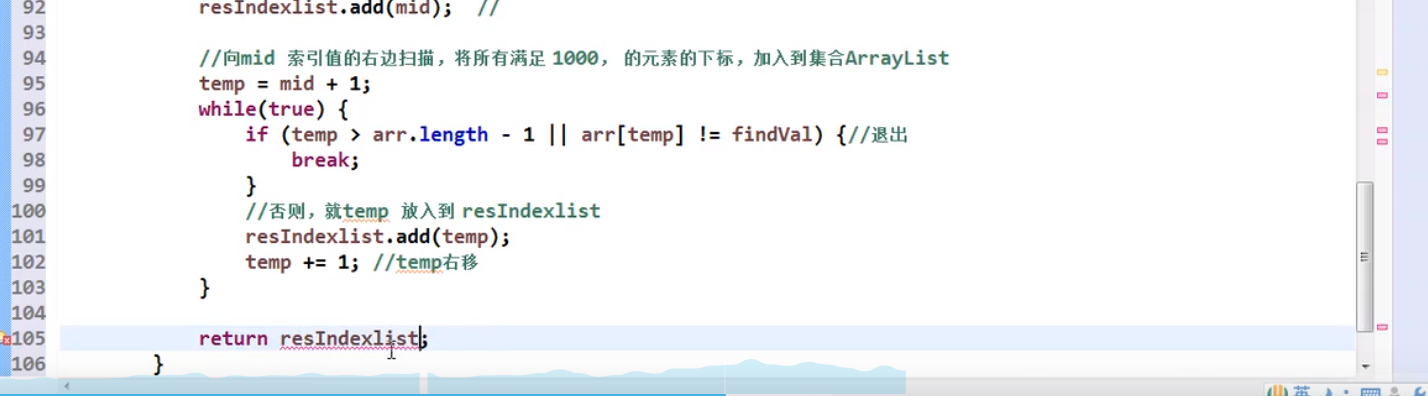 92 resIndexlist.add(mid); //
93
94 //向mid 索引值的右边扫描，将所有满足 1000， 的元素的下标，加入到集合ArrayList
95 temp = mid + 1;
96 while(true) {
97 if (temp > arr.length - 1 || arr[temp] != findVal) {//退出
98 break;
99 }
100 //否则，就temp 放入到 resIndexlist
101 resIndexlist.add(temp);
102 temp += 1; //temp右移
103 }
104
105 return resIndexlist;
106 }
英